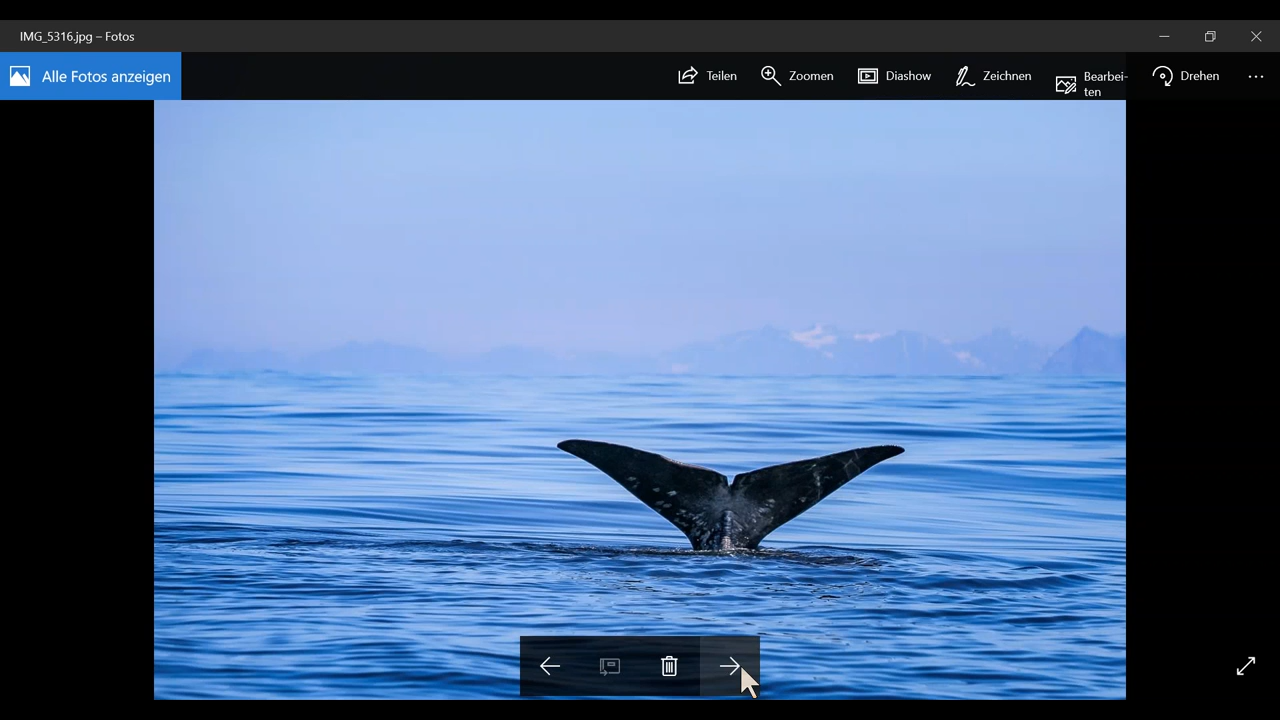 IMG_5316.jpg – Fotos
Alle Fotos anzeigen
Teilen
Zoomen
Diashow
Zeichnen
Bearbei-
ten
Drehen